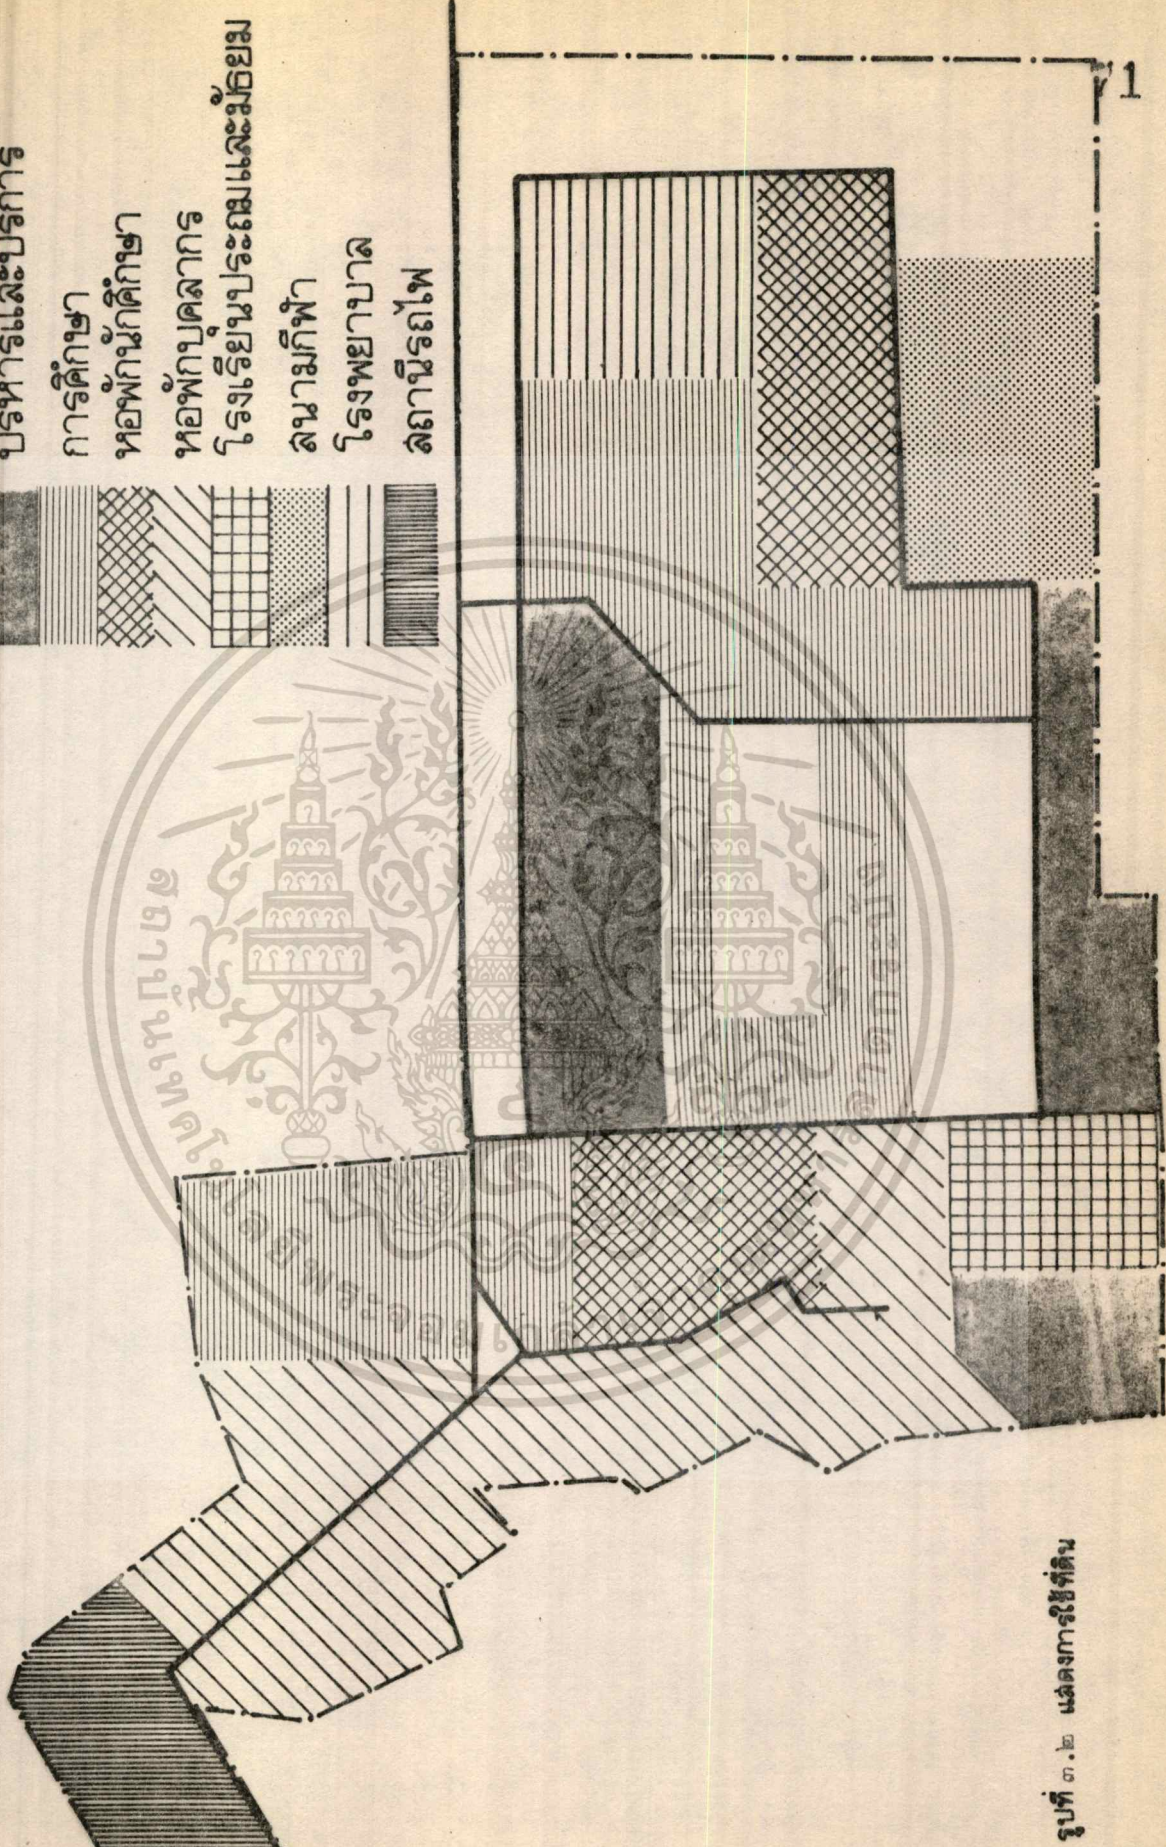 บริหารและบริการ
การศึกษา
หอพักนักศึกษา
หอพักบุคลากร
โรงเรียนประถมและมัธยม
สนามกีฬา
โรงพยาบาล
สถานีรถไฟ
71
รูปที่ ๓.๒ แสดงการใช้ที่ดิน